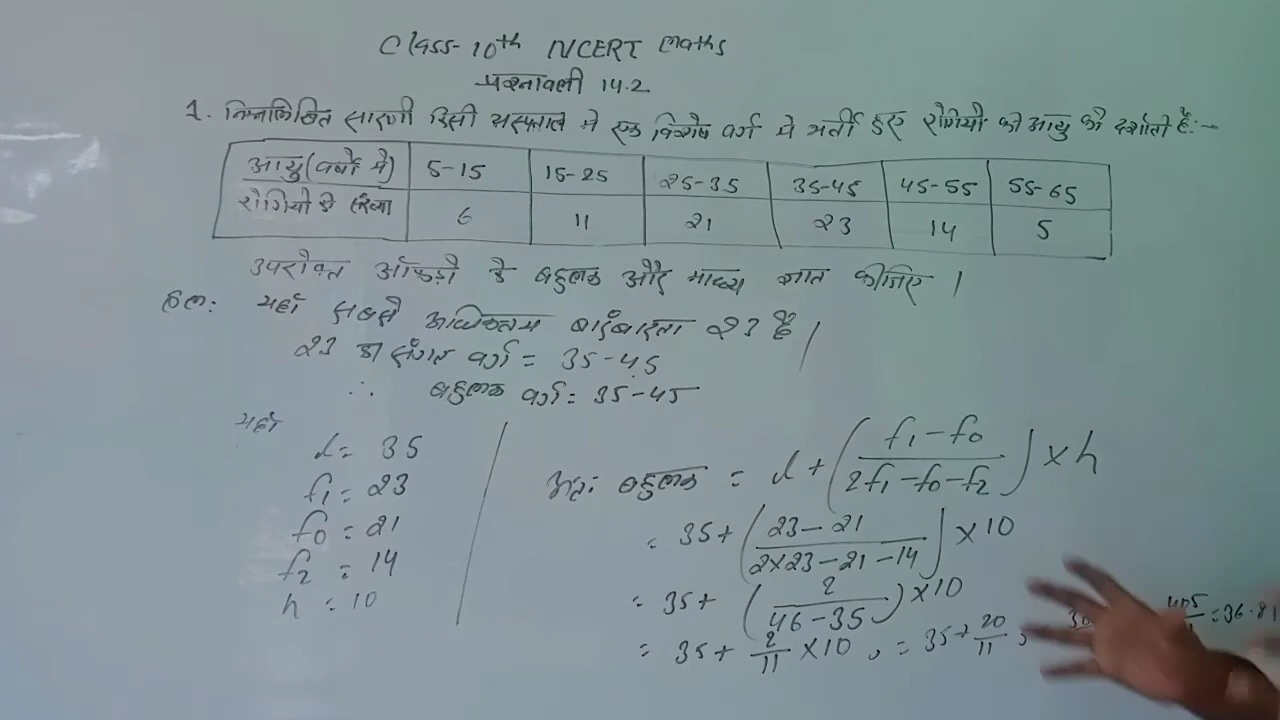 Class-10th NCERT Maths
प्रश्नावली 14.2
1. निम्नलिखित सारणी किसी अस्पताल मे एक विशेष वर्ग मे भर्ती हुए रोगियों की आयु को दर्शाती है:-
आयु(वर्षों मे) 5-15 15-25 25-35 35-45 45-55 55-65
रोगियो की संख्या 6 11 21 23 14 5
उपरोक्त आँकड़ो के बहुलक और माध्य ज्ञात कीजिए ।
हल: यहाँ सबसे अधिकतम बारंबारता 23 है।
23 का संगत वर्ग = 35-45
∴ बहुलक वर्ग = 35-45
यहाँ
l = 35
f1 = 23
f0 = 21
f2 = 14
h = 10
अत: बहुलक = l + (f1-f0 / 2f1-f0-f2) × h
= 35 + (23-21 / 2×23-21-14) × 10
= 35 + (2 / 46-35) × 10
= 35 + 2/11 × 10 , = 35 + 20/11 ,
= 36.81